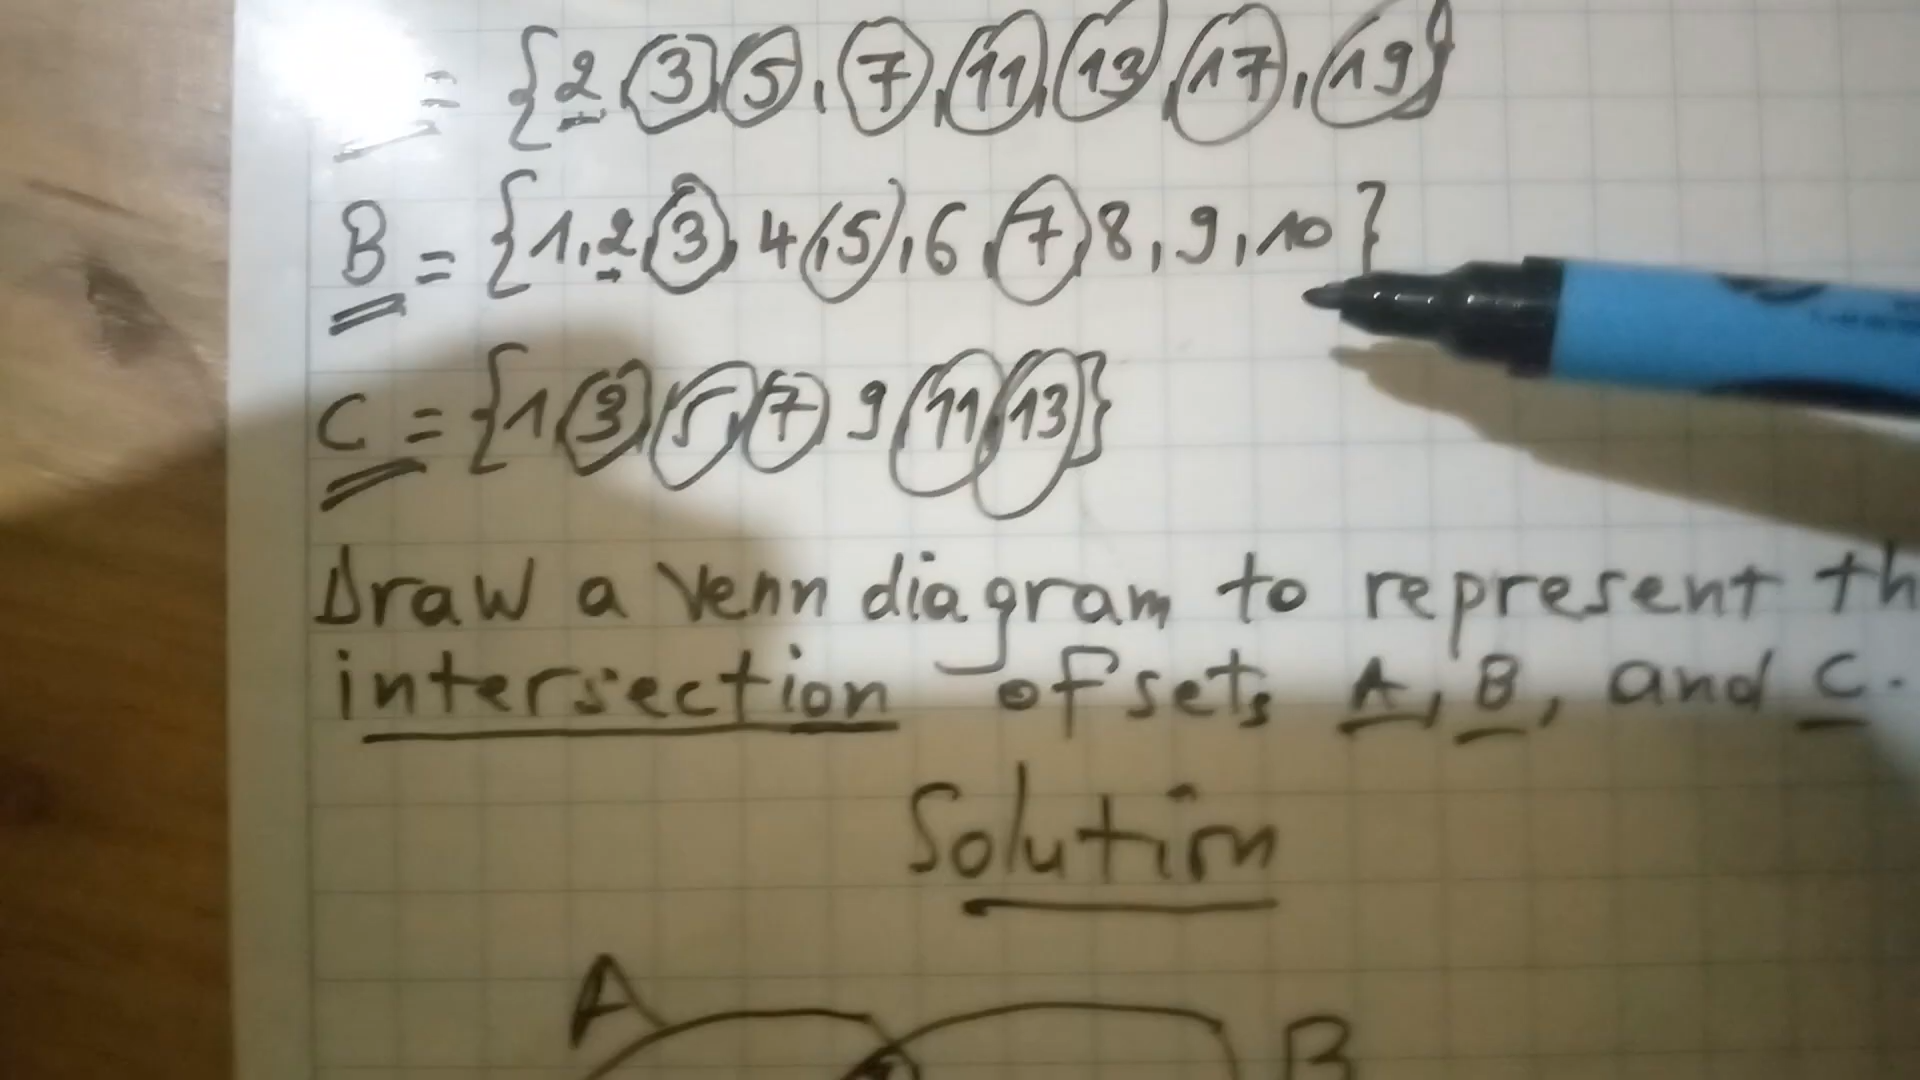 = {2, 3, 5, 7, 11, 13, 17, 19}
B = {1, 2, 3, 4, 5, 6, 7, 8, 9, 10}
C = {1, 3, 5, 7, 9, 11, 13}
Draw a Venn diagram to represent th
intersection of sets A, B, and C.
Solution
A
B